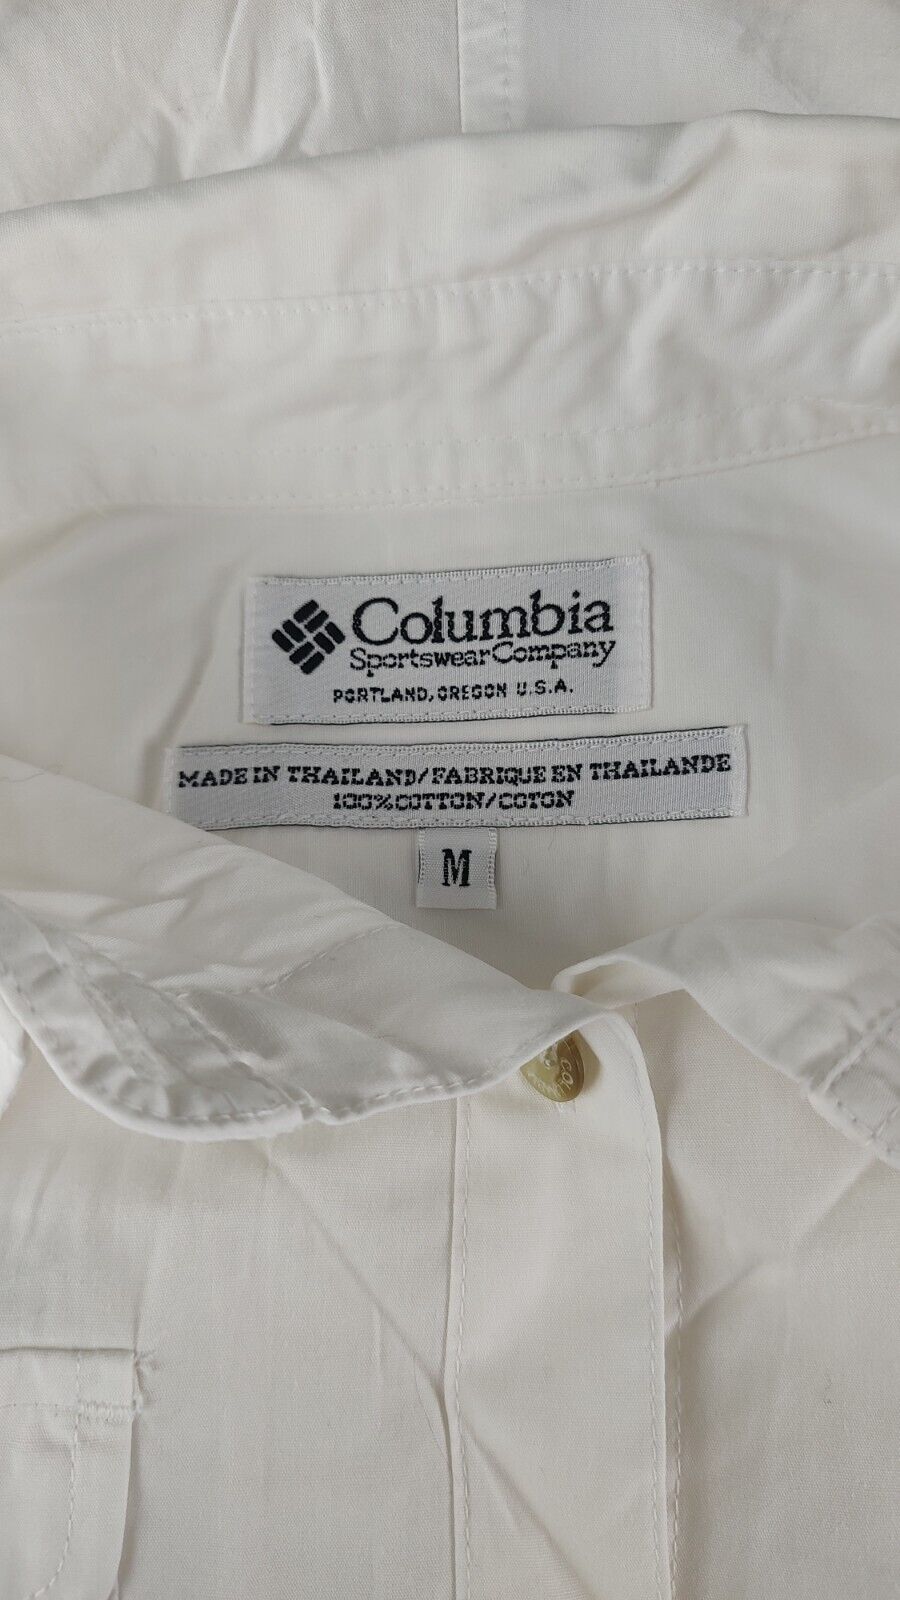 Columbia
Sportswear Company
PORTLAND, OREGON U.S.A.
MADE IN THAILAND/FABRIQUE EN THAILANDE
100% COTTON/COTON
M